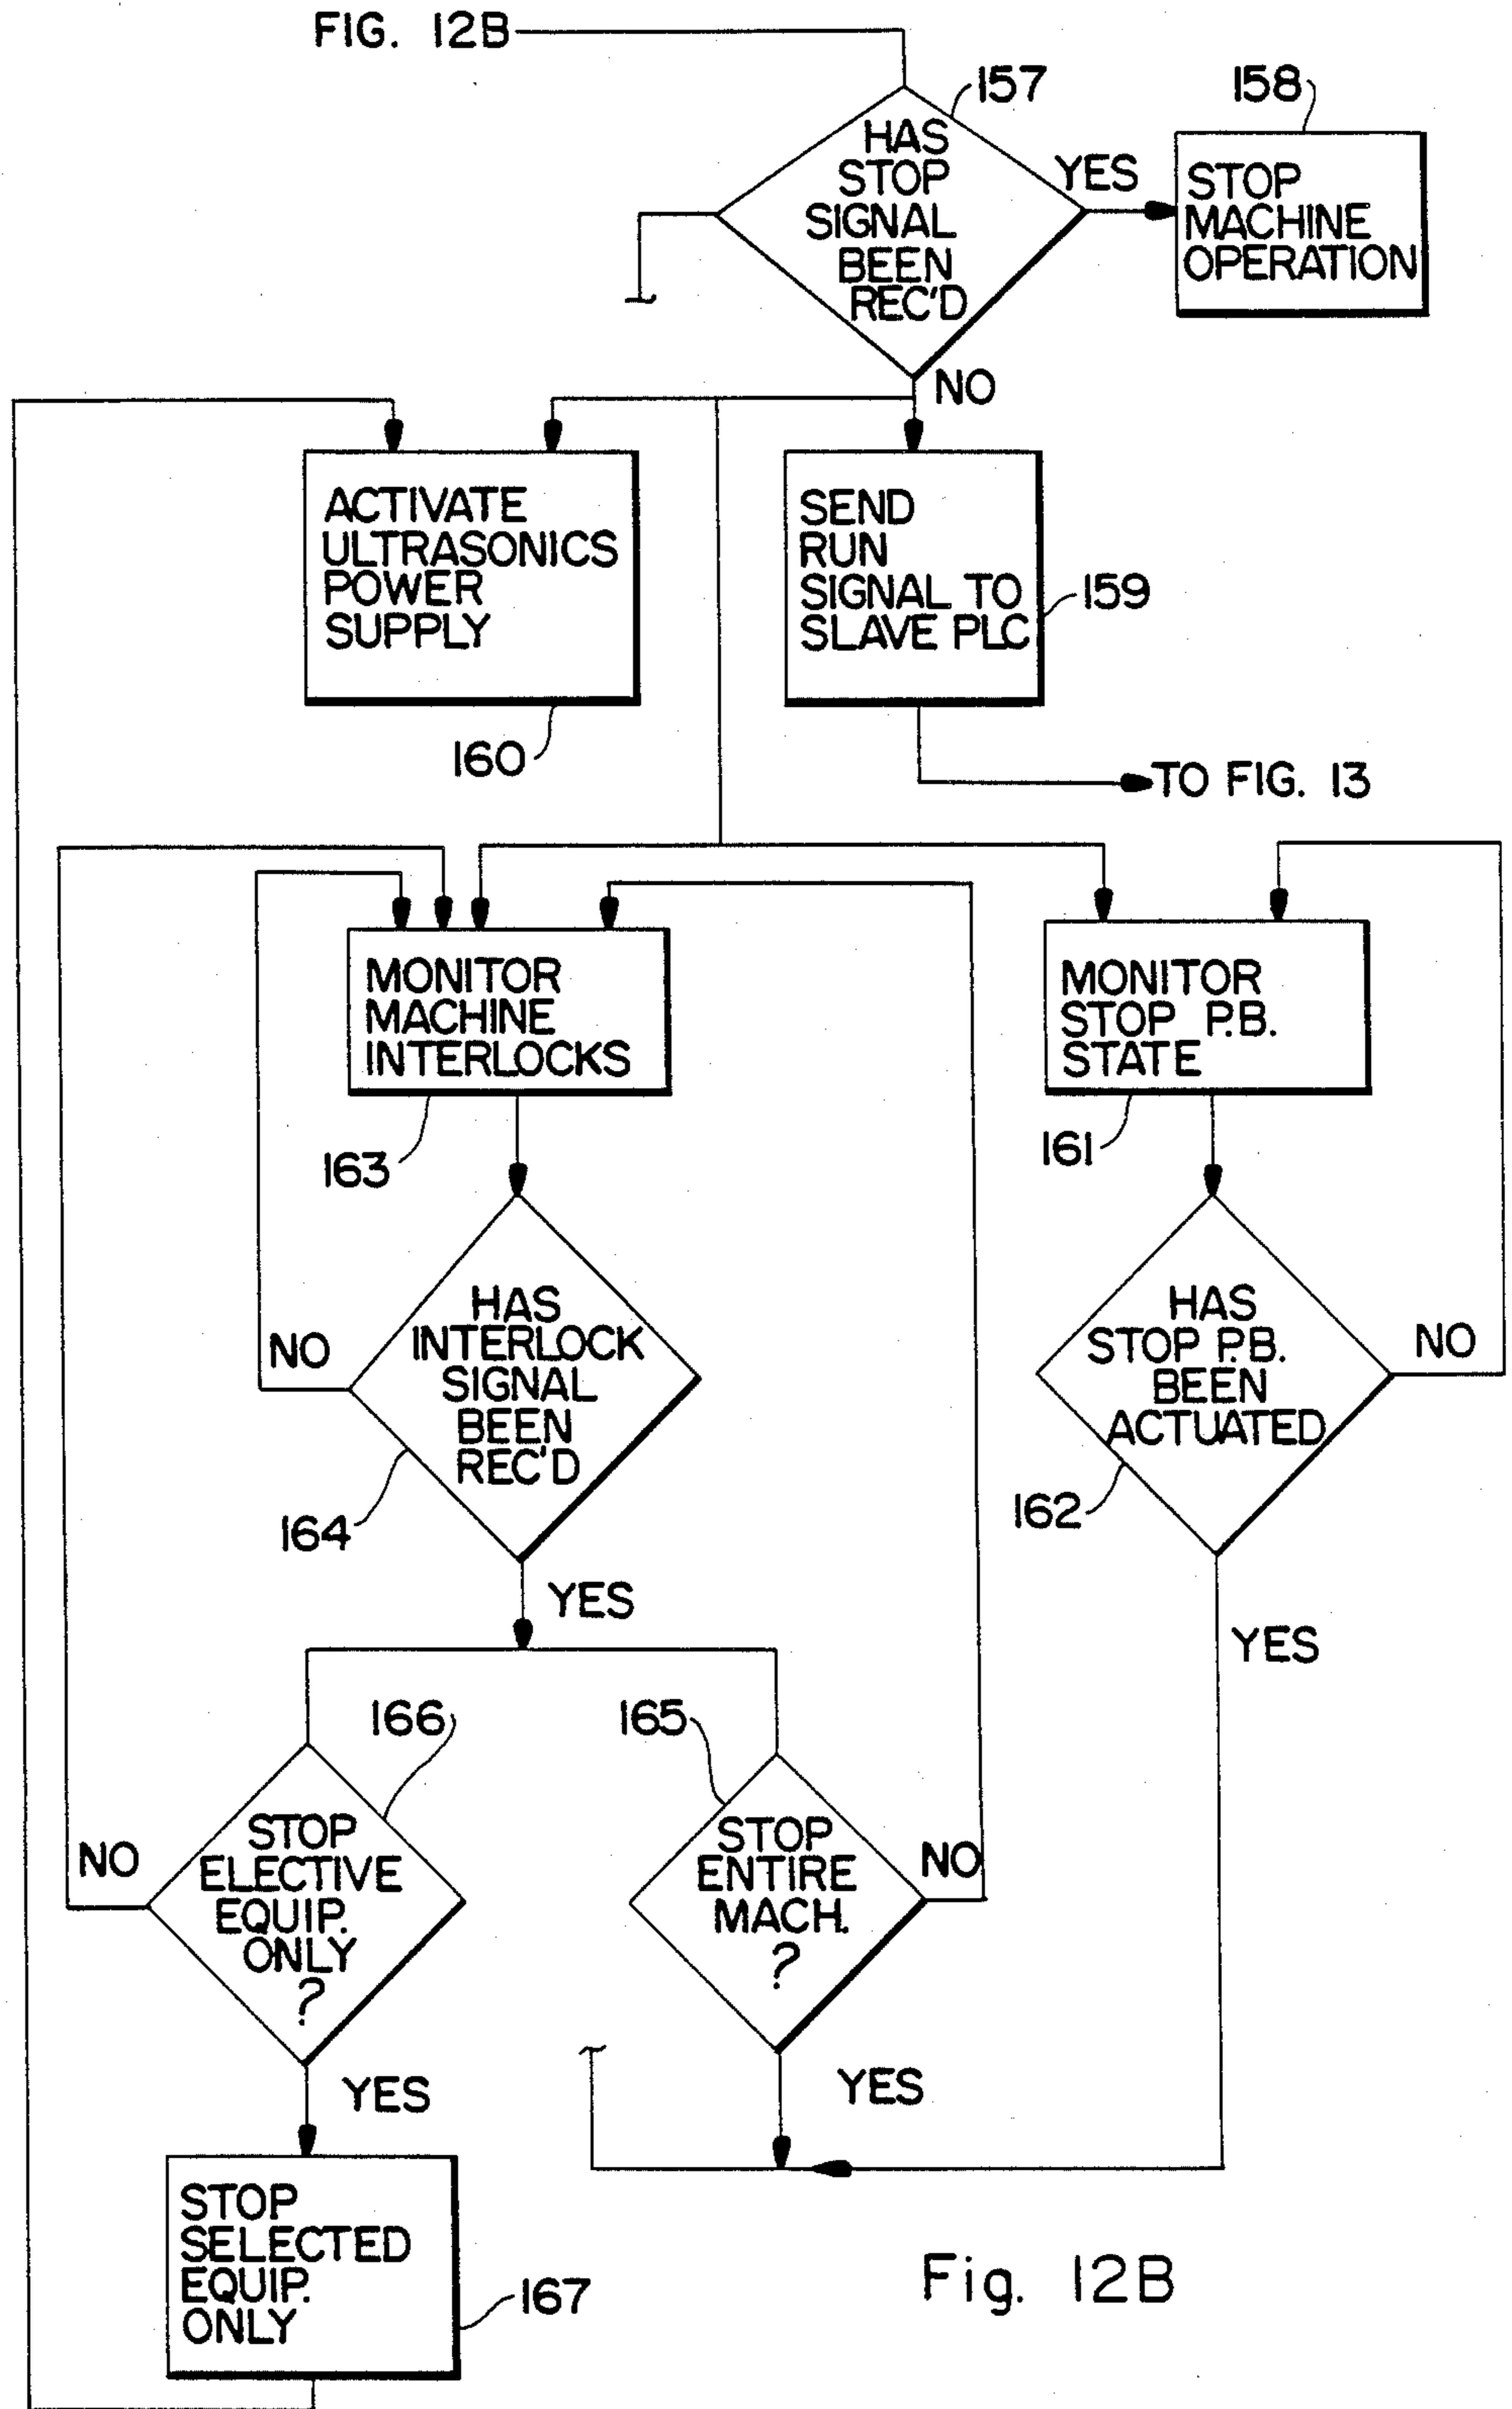 FIG. 12B
157
158
HAS
STOP
SIGNAL
BEEN
REC'D
YES
STOP
MACHINE
OPERATION
NO
ACTIVATE
ULTRASONICS
POWER
SUPPLY
SEND
RUN
SIGNAL TO
SLAVE PLC
159
160
TO FIG. 13
MONITOR
MACHINE
INTERLOCKS
MONITOR
STOP P.B.
STATE
163
161
HAS
INTERLOCK
SIGNAL
BEEN
REC'D
NO
HAS
STOP P.B.
BEEN
ACTUATED
NO
164
162
YES
YES
166
165
STOP
ELECTIVE
EQUIP.
ONLY
?
NO
STOP
ENTIRE
MACH.
?
NO
YES
YES
STOP
SELECTED
EQUIP.
ONLY
167
Fig. 12B